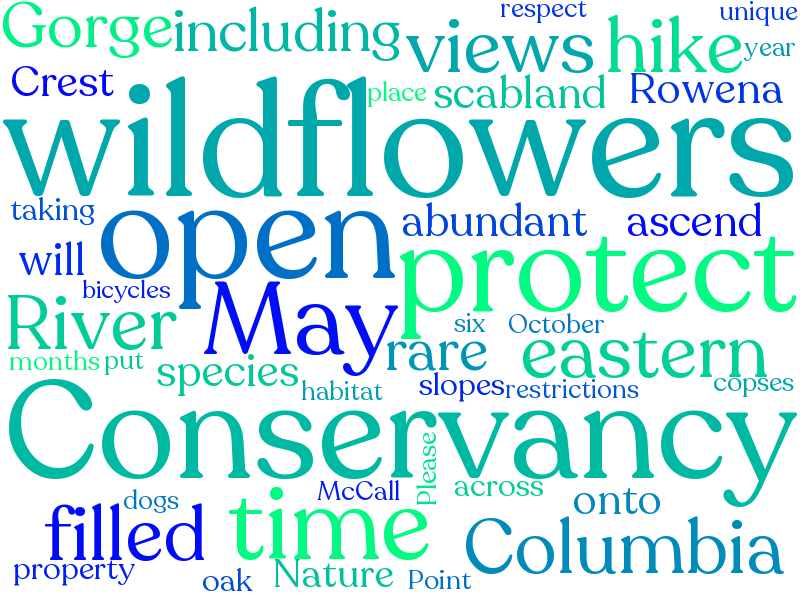 respect
unique
Gorge
including
views
hike
year
Crest
place
scabland
Rowena
wildflowers
taking
open
abundant
ascend
will
protect
bicycles
River
May
six
October
months
put
rare
eastern
species
habitat
slopes
restrictions
copses
Conservancy
Please
McCall
across
dogs
filled
time
onto
Columbia
property
oak
Nature
Point